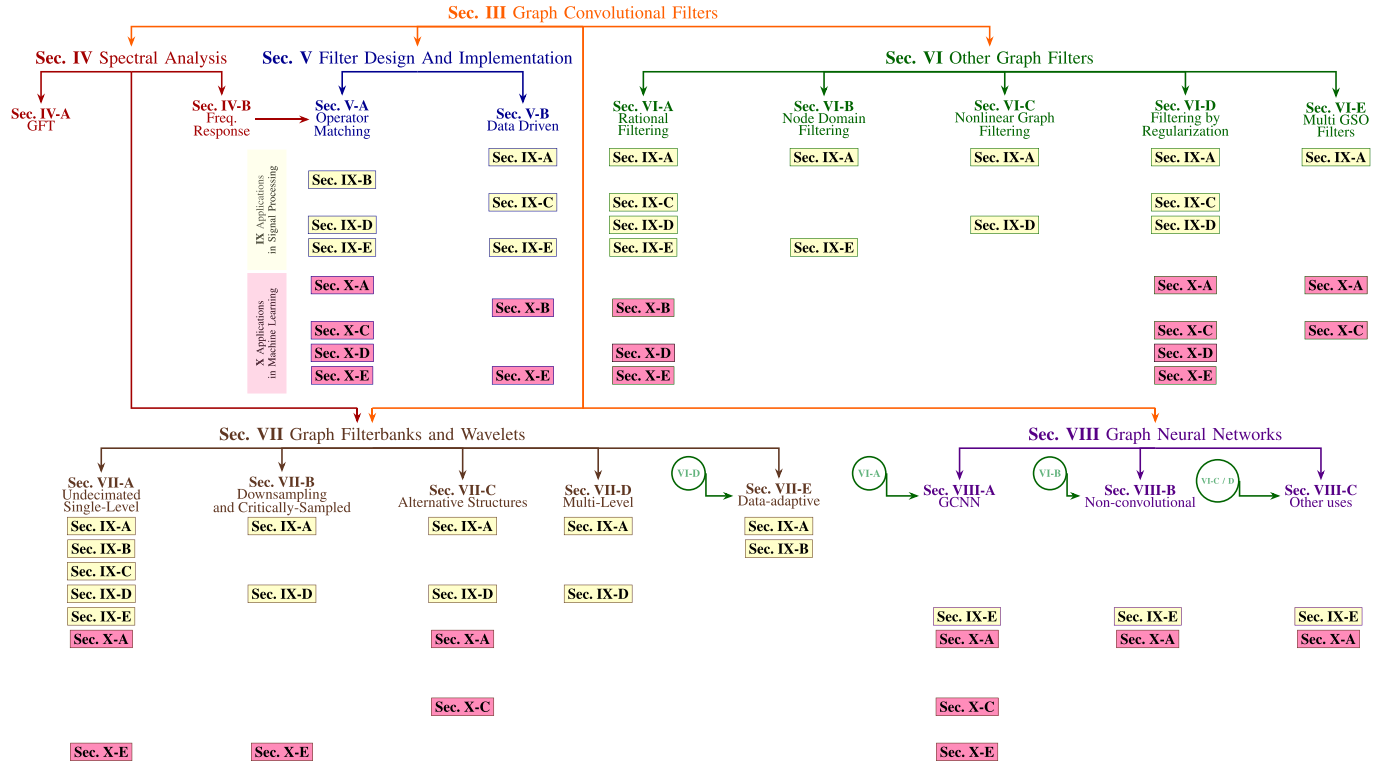 Sec. III Graph Convolutional Filters
Sec. IV Spectral Analysis
Sec. V Filter Design And Implementation
Sec. VI Other Graph Filters
Sec. IV-A
GFT
Sec. IV-B
Freq.
Response
Sec. V-A
Operator
Matching
Sec. V-B
Data Driven
Sec. VI-A
Rational
Filtering
Sec. VI-B
Node Domain
Filtering
Sec. VI-C
Nonlinear Graph
Filtering
Sec. VI-D
Filtering by
Regularization
Sec. VI-E
Multi GSO
Filters
IX Applications
in Signal Processing
Sec. IX-A
Sec. IX-A
Sec. IX-A
Sec. IX-A
Sec. IX-A
Sec. IX-A
Sec. IX-B
Sec. IX-C
Sec. IX-C
Sec. IX-C
Sec. IX-D
Sec. IX-D
Sec. IX-D
Sec. IX-D
Sec. IX-E
Sec. IX-E
Sec. IX-E
Sec. IX-E
X Applications
in Machine Learning
Sec. X-A
Sec. X-A
Sec. X-A
Sec. X-B
Sec. X-B
Sec. X-C
Sec. X-C
Sec. X-C
Sec. X-D
Sec. X-D
Sec. X-D
Sec. X-E
Sec. X-E
Sec. X-E
Sec. X-E
Sec. VII Graph Filterbanks and Wavelets
Sec. VIII Graph Neural Networks
Sec. VII-A
Undecimated
Single-Level
Sec. VII-B
Downsampling
and Critically-Sampled
Sec. VII-C
Alternative Structures
Sec. VII-D
Multi-Level
VI-D
Sec. VII-E
Data-adaptive
VI-A
Sec. VIII-A
GCNN
VI-B
Sec. VIII-B
Non-convolutional
VI-C / D
Sec. VIII-C
Other uses
Sec. IX-A
Sec. IX-A
Sec. IX-A
Sec. IX-A
Sec. IX-A
Sec. IX-B
Sec. IX-B
Sec. IX-C
Sec. IX-D
Sec. IX-D
Sec. IX-D
Sec. IX-D
Sec. IX-E
Sec. IX-E
Sec. IX-E
Sec. IX-E
Sec. X-A
Sec. X-A
Sec. X-A
Sec. X-A
Sec. X-A
Sec. X-C
Sec. X-C
Sec. X-E
Sec. X-E
Sec. X-E